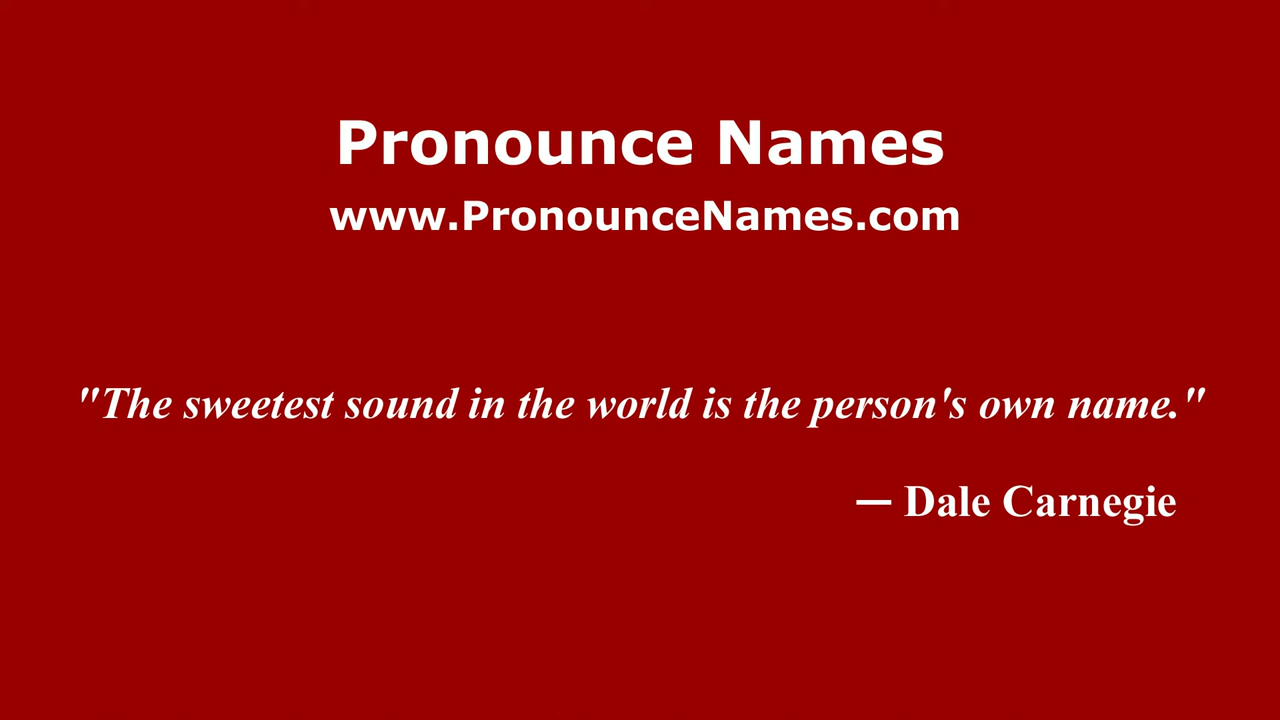 Pronounce Names
www.PronounceNames.com
"The sweetest sound in the world is the person's own name."
— Dale Carnegie